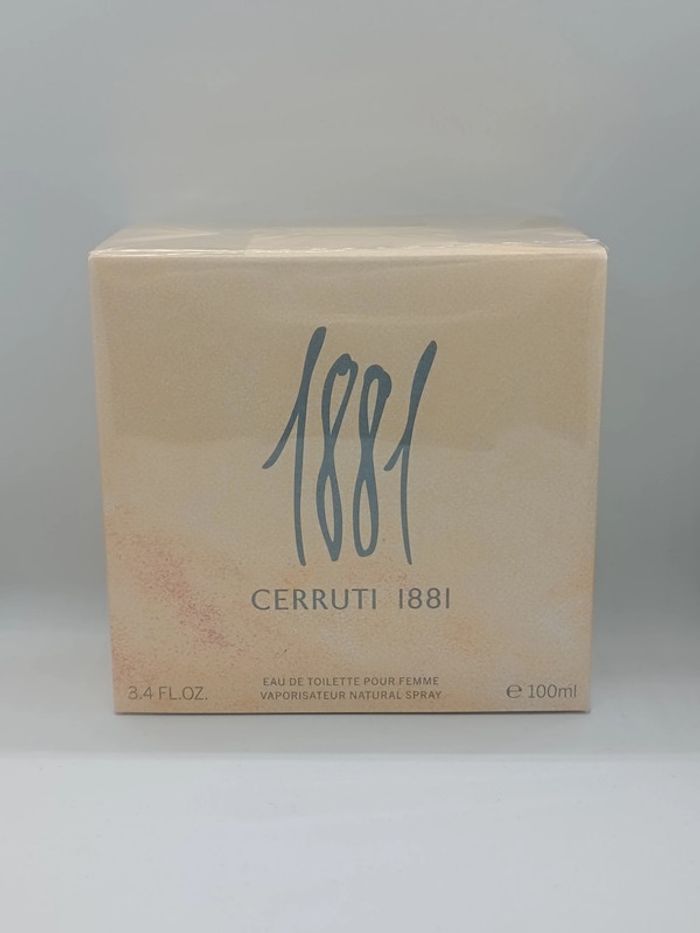 1881
CERRUTI 1881
EAU DE TOILETTE POUR FEMME
VAPORISATEUR NATURAL SPRAY
3.4 FL.OZ.
℮ 100ml